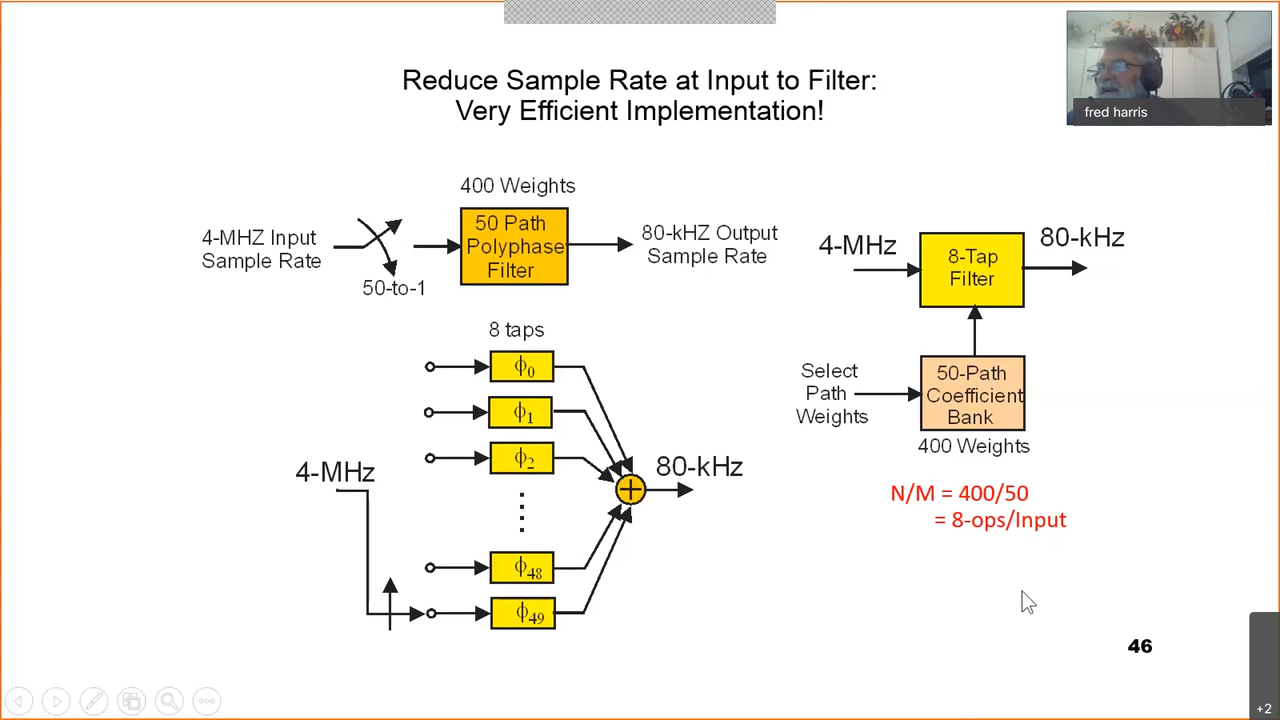 Reduce Sample Rate at Input to Filter:
Very Efficient Implementation!
fred harris
400 Weights
4-MHZ Input
Sample Rate
50-to-1
50 Path
Polyphase
Filter
80-kHZ Output
Sample Rate
4-MHz
8-Tap
Filter
80-kHz
Select
Path
Weights
50-Path
Coefficient
Bank
400 Weights
N/M = 400/50
= 8-ops/Input
8 taps
ϕ0
ϕ1
ϕ2
4-MHz
80-kHz
ϕ48
ϕ49
46
+2